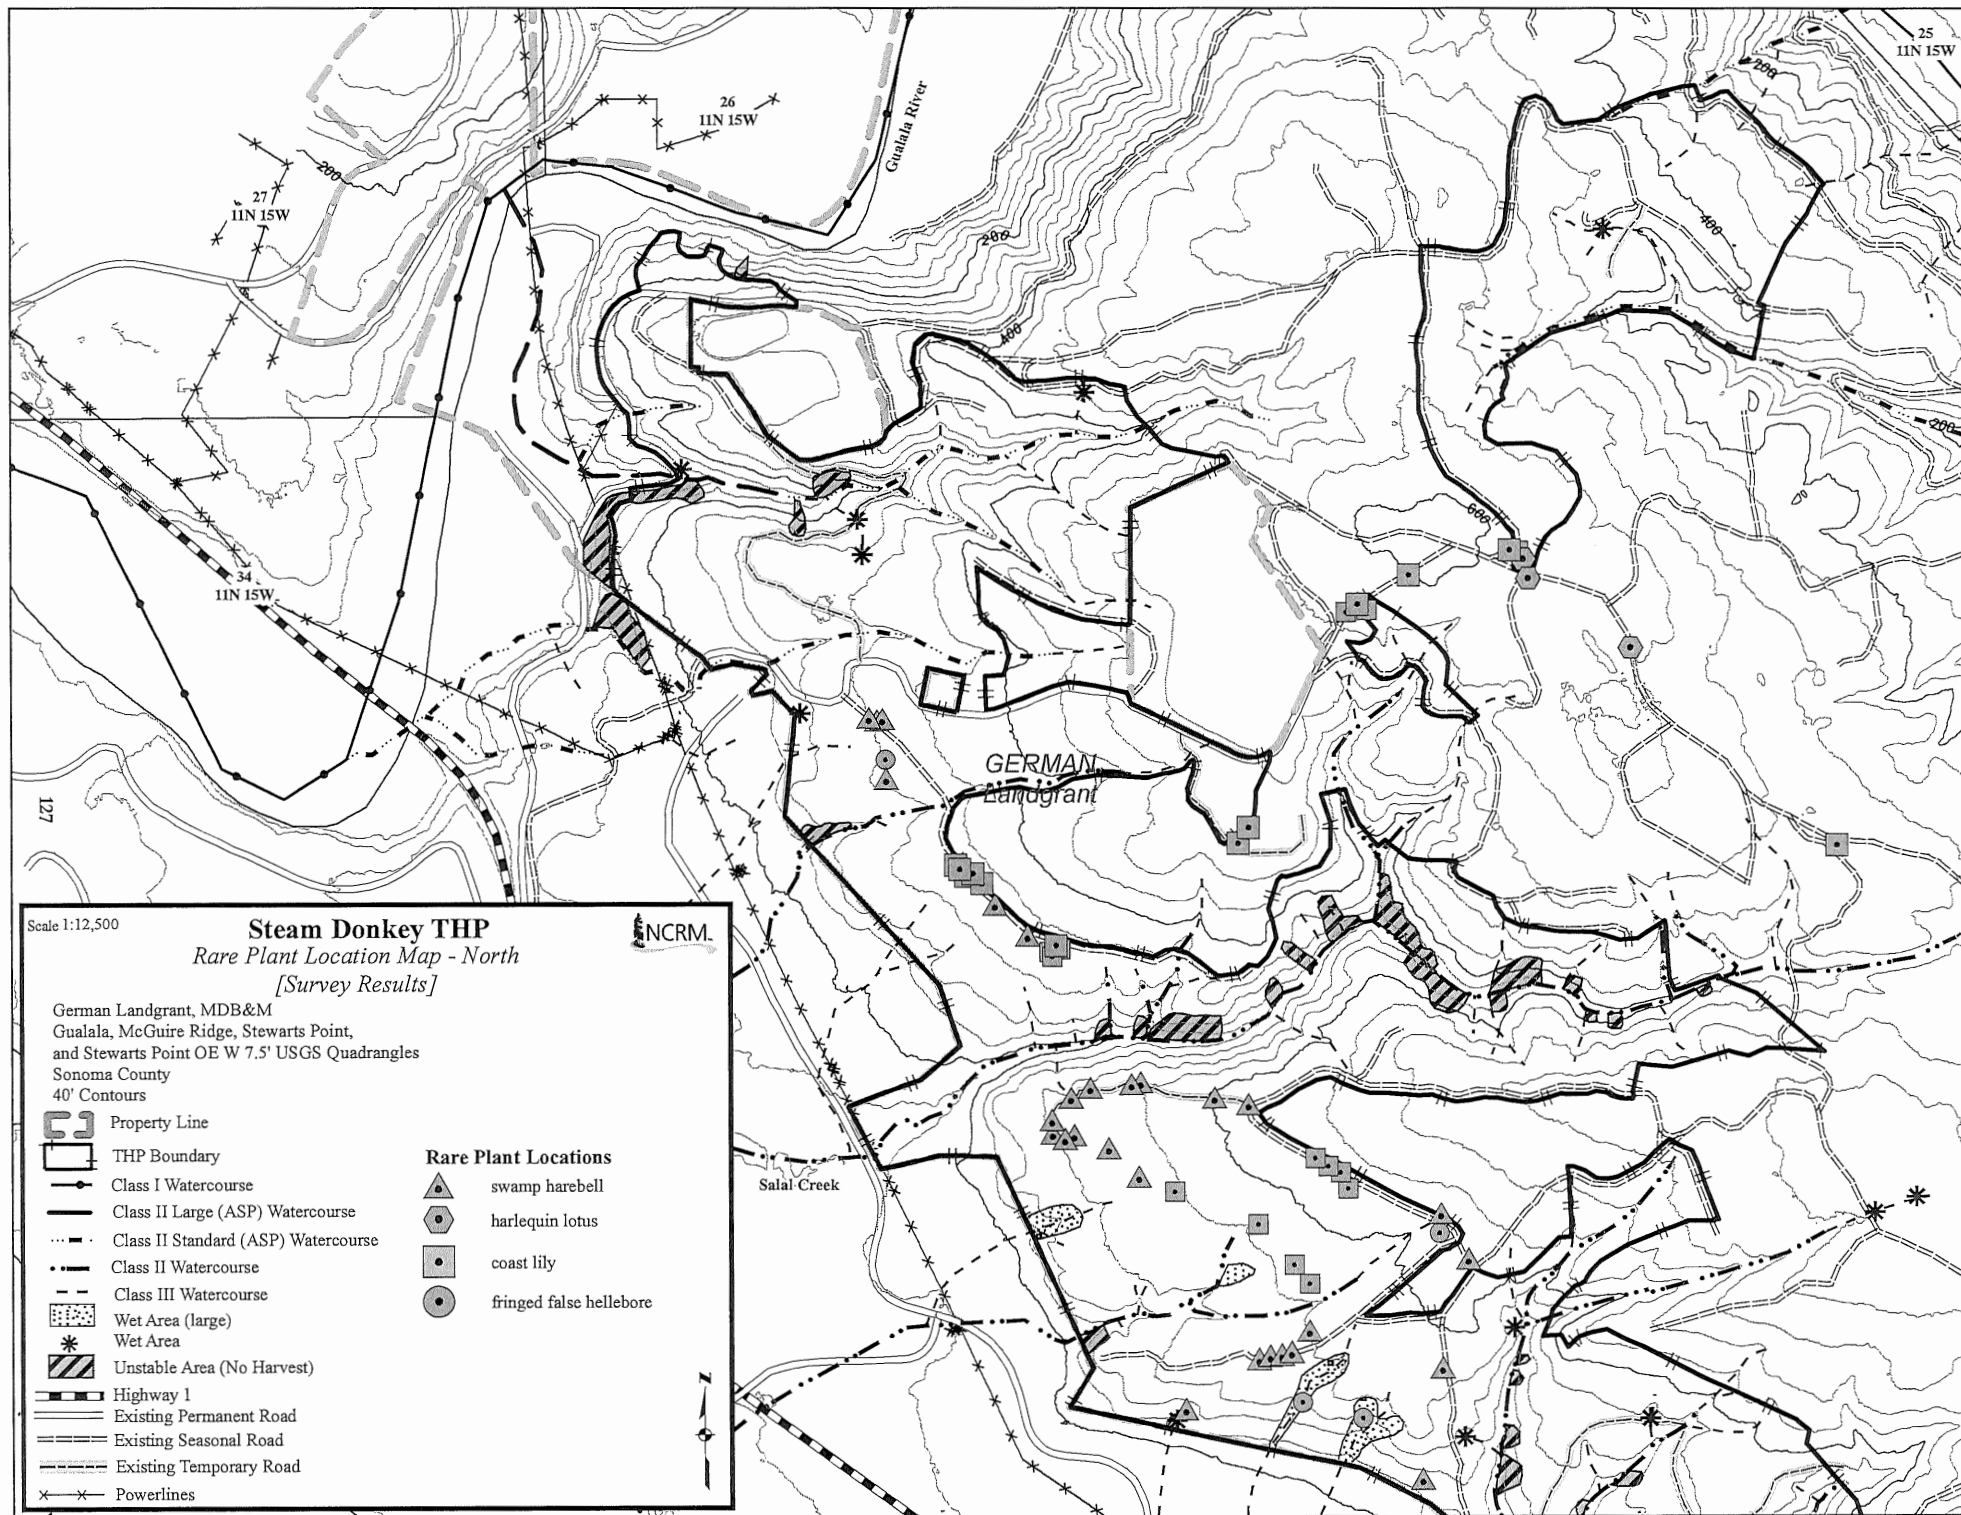 25
11N 15W
200
26
11N 15W
Gualala River
200
27
11N 15W
400
200
400
200
600
34
11N 15W
GERMAN
Landgrant
127
Salal Creek
Scale 1:12,500
Steam Donkey THP
NCRM
Rare Plant Location Map - North
[Survey Results]
German Landgrant, MDB&M
Gualala, McGuire Ridge, Stewarts Point,
and Stewarts Point OE W 7.5' USGS Quadrangles
Sonoma County
40' Contours
Property Line
THP Boundary
Class I Watercourse
Class II Large (ASP) Watercourse
Class II Standard (ASP) Watercourse
Class II Watercourse
Class III Watercourse
Wet Area (large)
Wet Area
Unstable Area (No Harvest)
Highway 1
Existing Permanent Road
Existing Seasonal Road
Existing Temporary Road
Powerlines
Rare Plant Locations
swamp harebell
harlequin lotus
coast lily
fringed false hellebore
Z